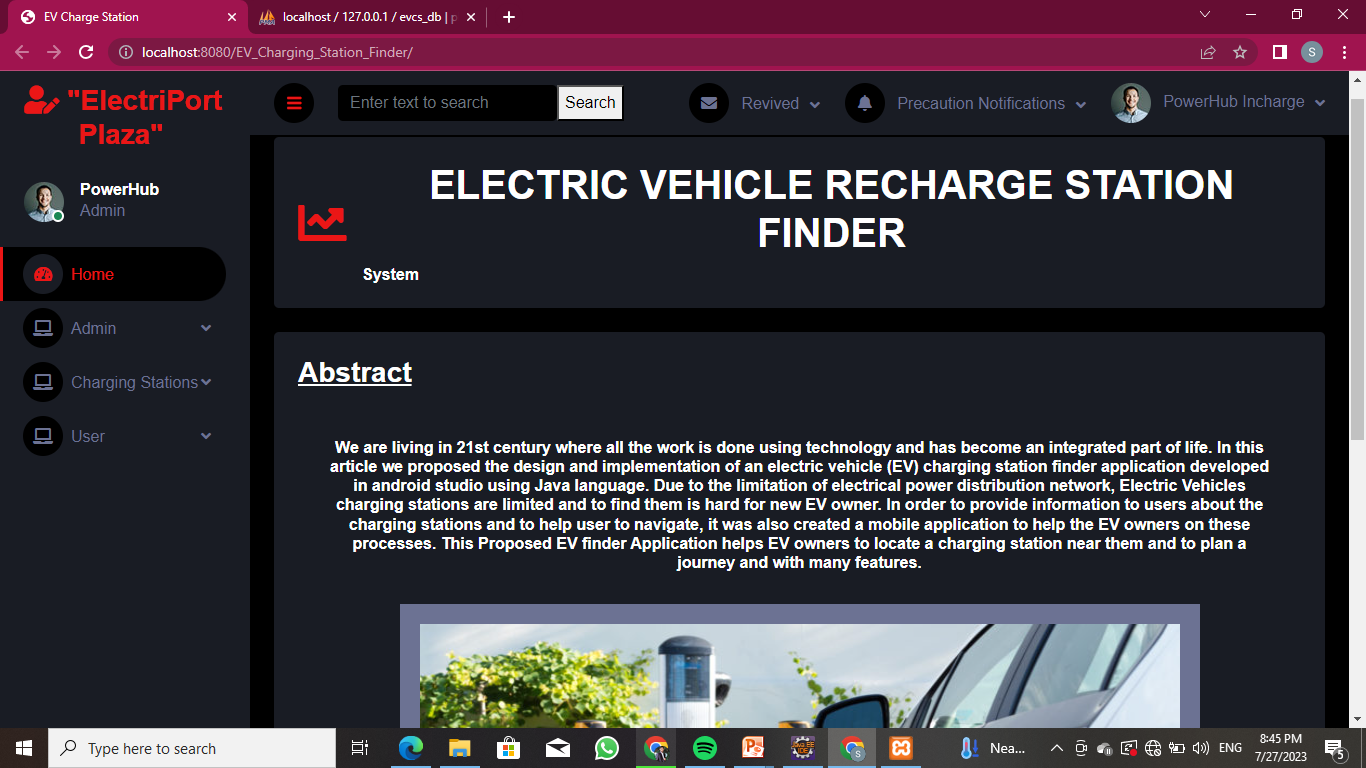 EV Charge Station
localhost / 127.0.0.1 / evcs_db | p
localhost:8080/EV_Charging_Station_Finder/
S
"ElectriPort
Plaza"
Enter text to search
Search
Revived
Precaution Notifications
PowerHub Incharge
PowerHub
Admin
Home
Admin
Charging Stations
User
ELECTRIC VEHICLE RECHARGE STATION
FINDER
System
Abstract
We are living in 21st century where all the work is done using technology and has become an integrated part of life. In this
article we proposed the design and implementation of an electric vehicle (EV) charging station finder application developed
in android studio using Java language. Due to the limitation of electrical power distribution network, Electric Vehicles
charging stations are limited and to find them is hard for new EV owner. In order to provide information to users about the
charging stations and to help user to navigate, it was also created a mobile application to help the EV owners on these
processes. This Proposed EV finder Application helps EV owners to locate a charging station near them and to plan a
journey and with many features.
Type here to search
Nea...
ENG
8:45 PM
7/27/2023
5